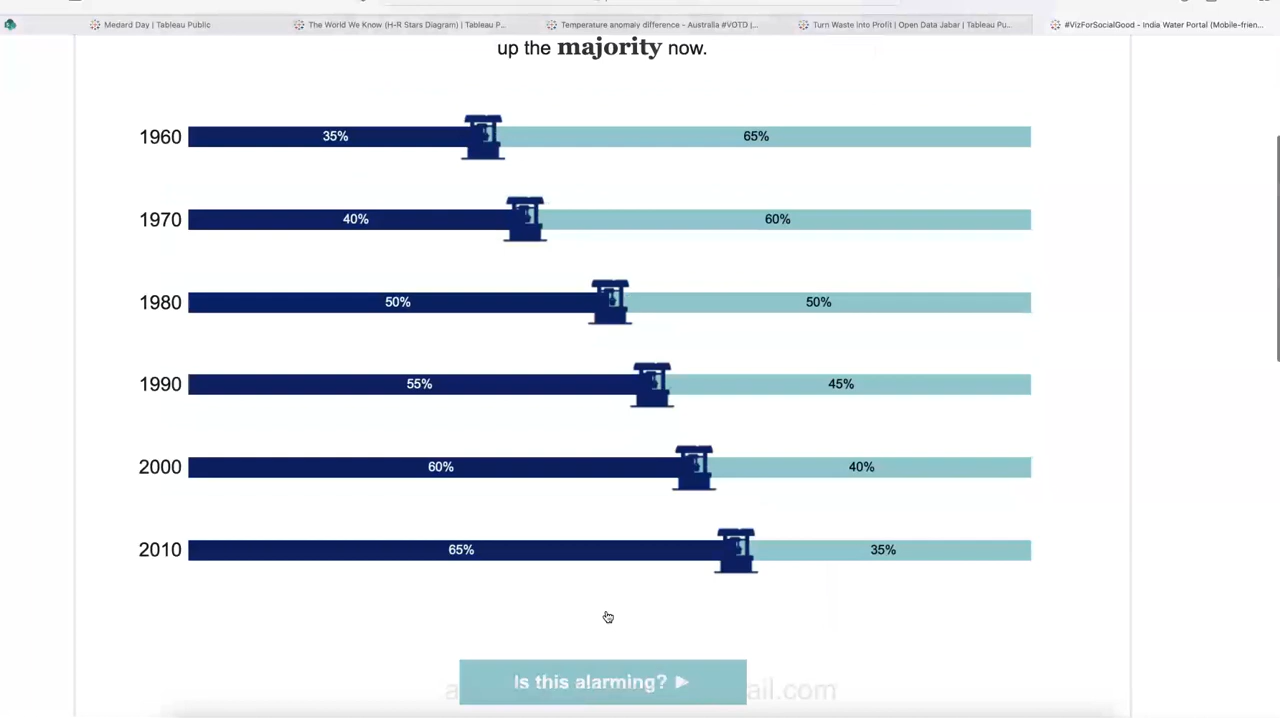 Medard Day | Tableau Public
The World We Know (H-R Stars Diagram) | Tableau P...
Temperature anomaly difference - Australia #VOTD |...
Turn Waste into Profit | Open Data Jabar | Tableau Pu...
#VizForSocialGood - India Water Portal (Mobile-frien...
up the majority now.
1960 35% 65%
1970 40% 60%
1980 50% 50%
1990 55% 45%
2000 60% 40%
2010 65% 35%
Is this alarming? ►
ail.com